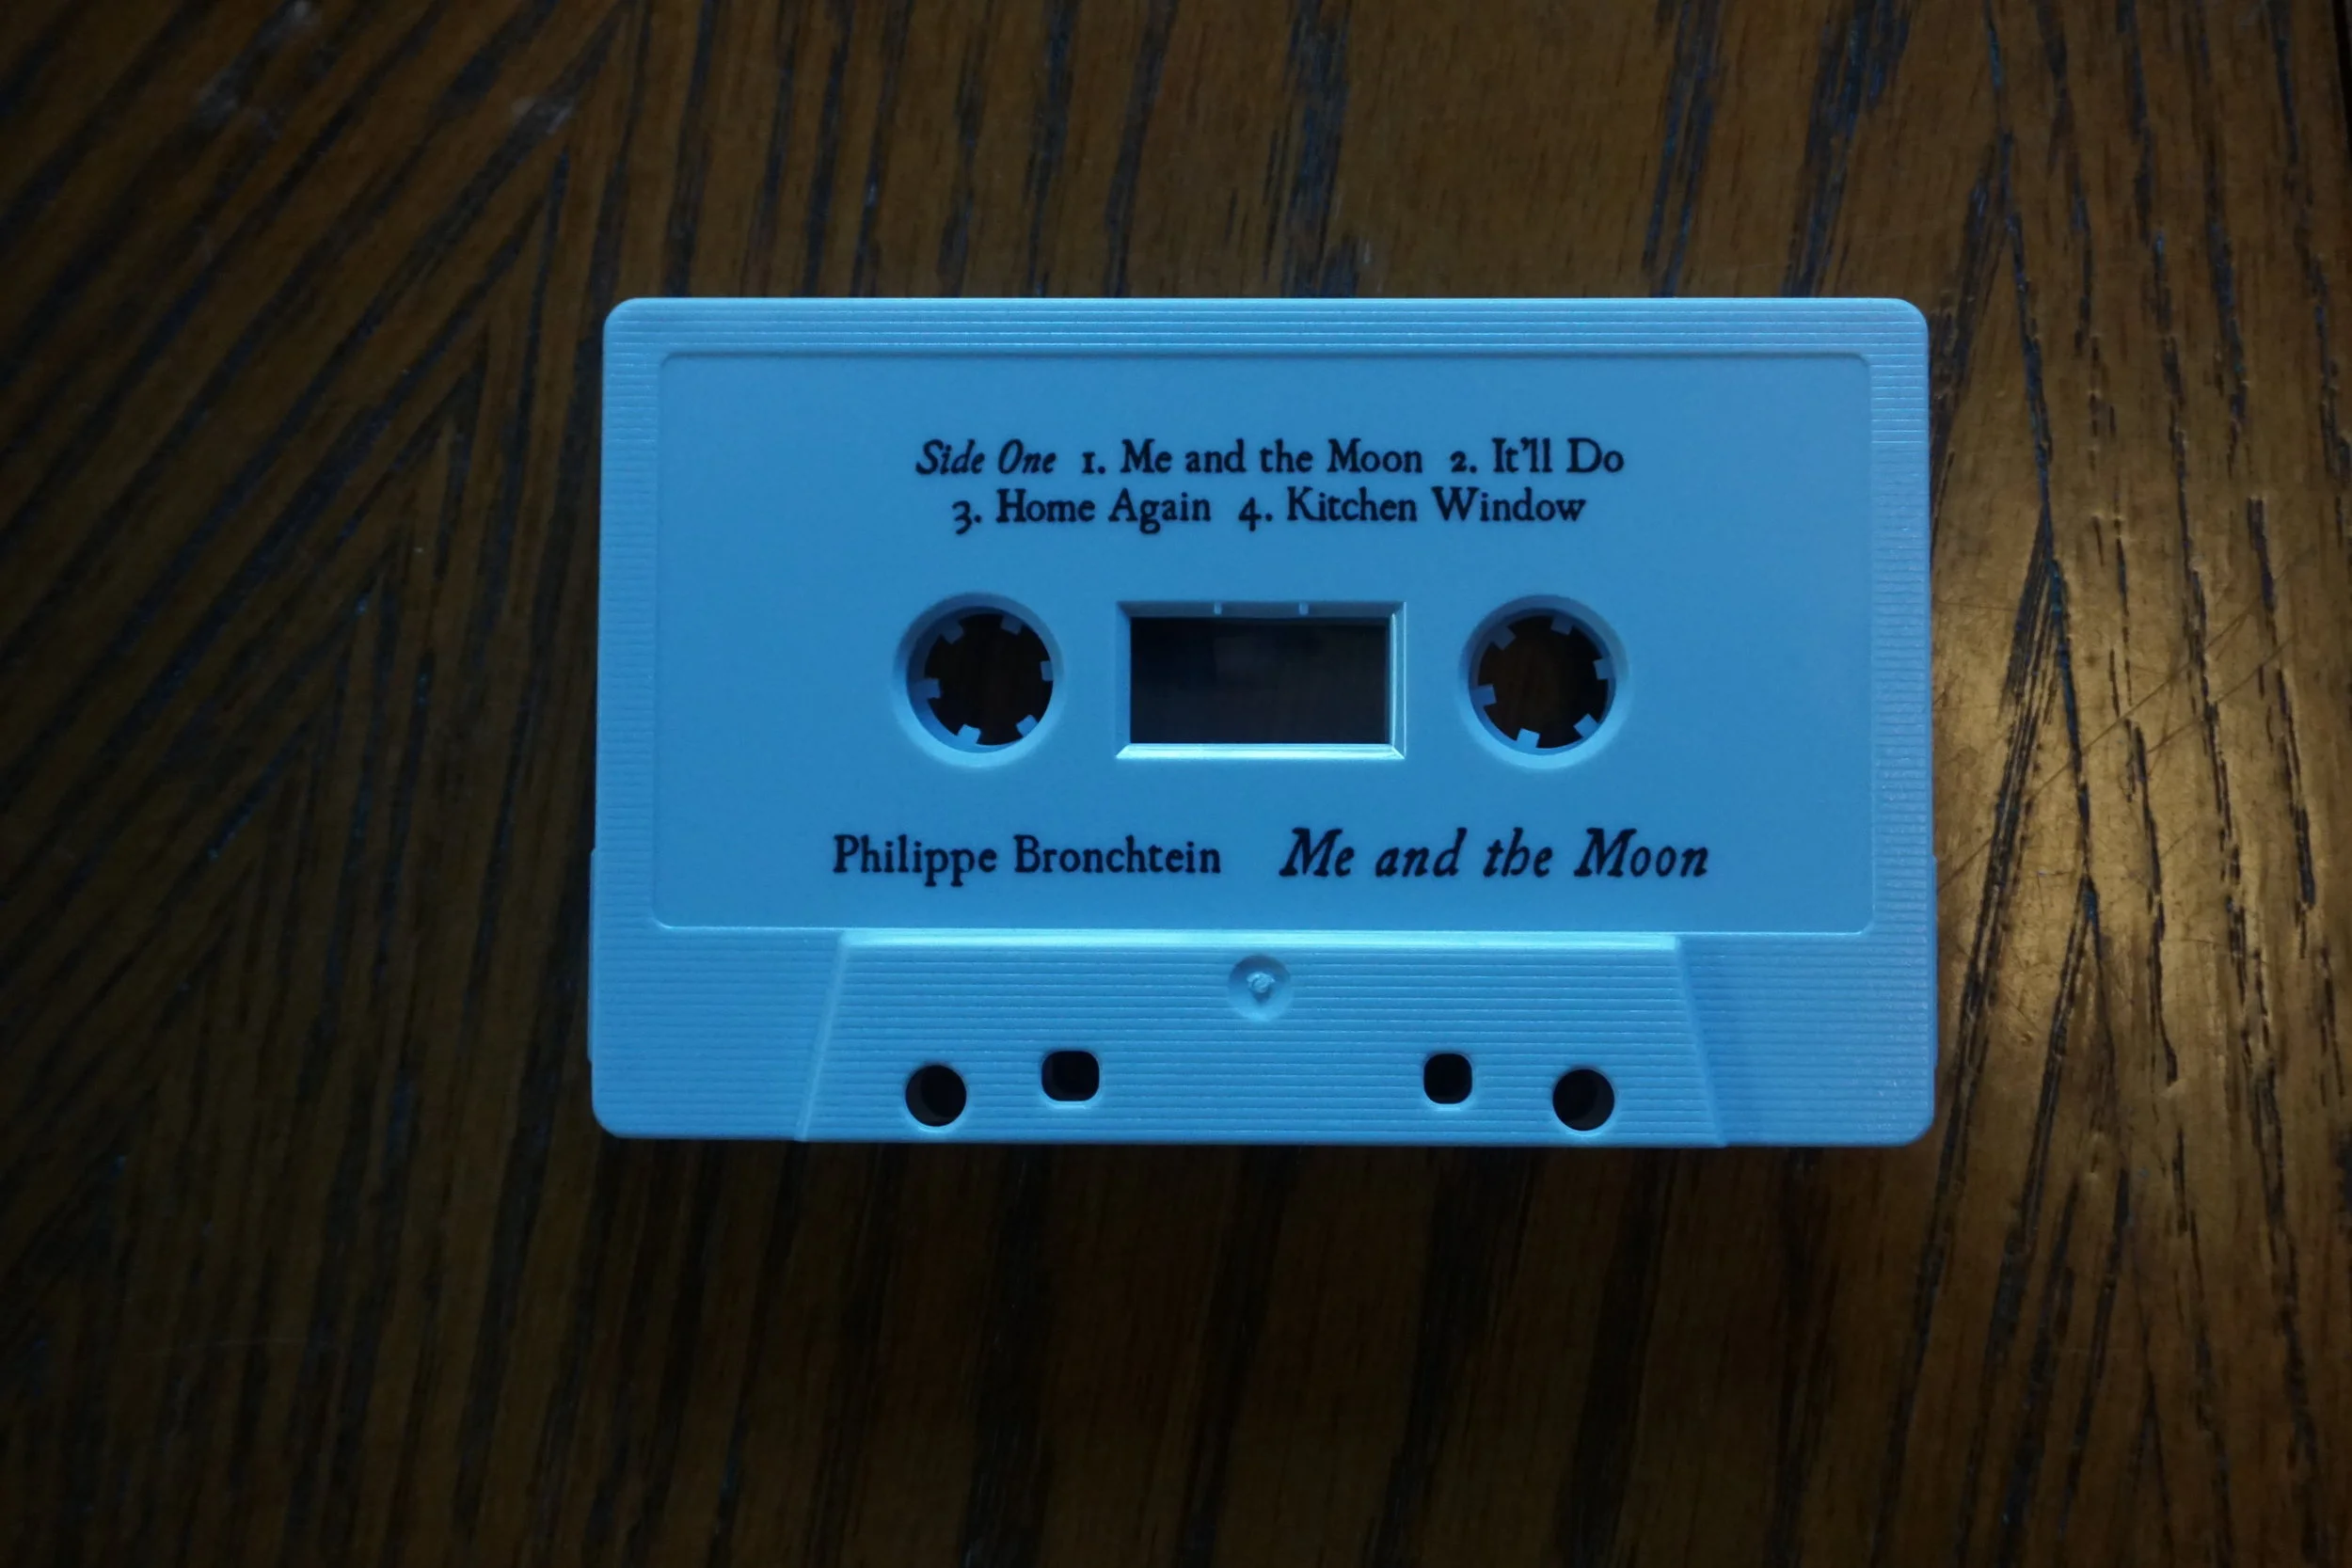 Side One 1. Me and the Moon 2. It'll Do
3. Home Again 4. Kitchen Window
Philippe Bronchtein Me and the Moon